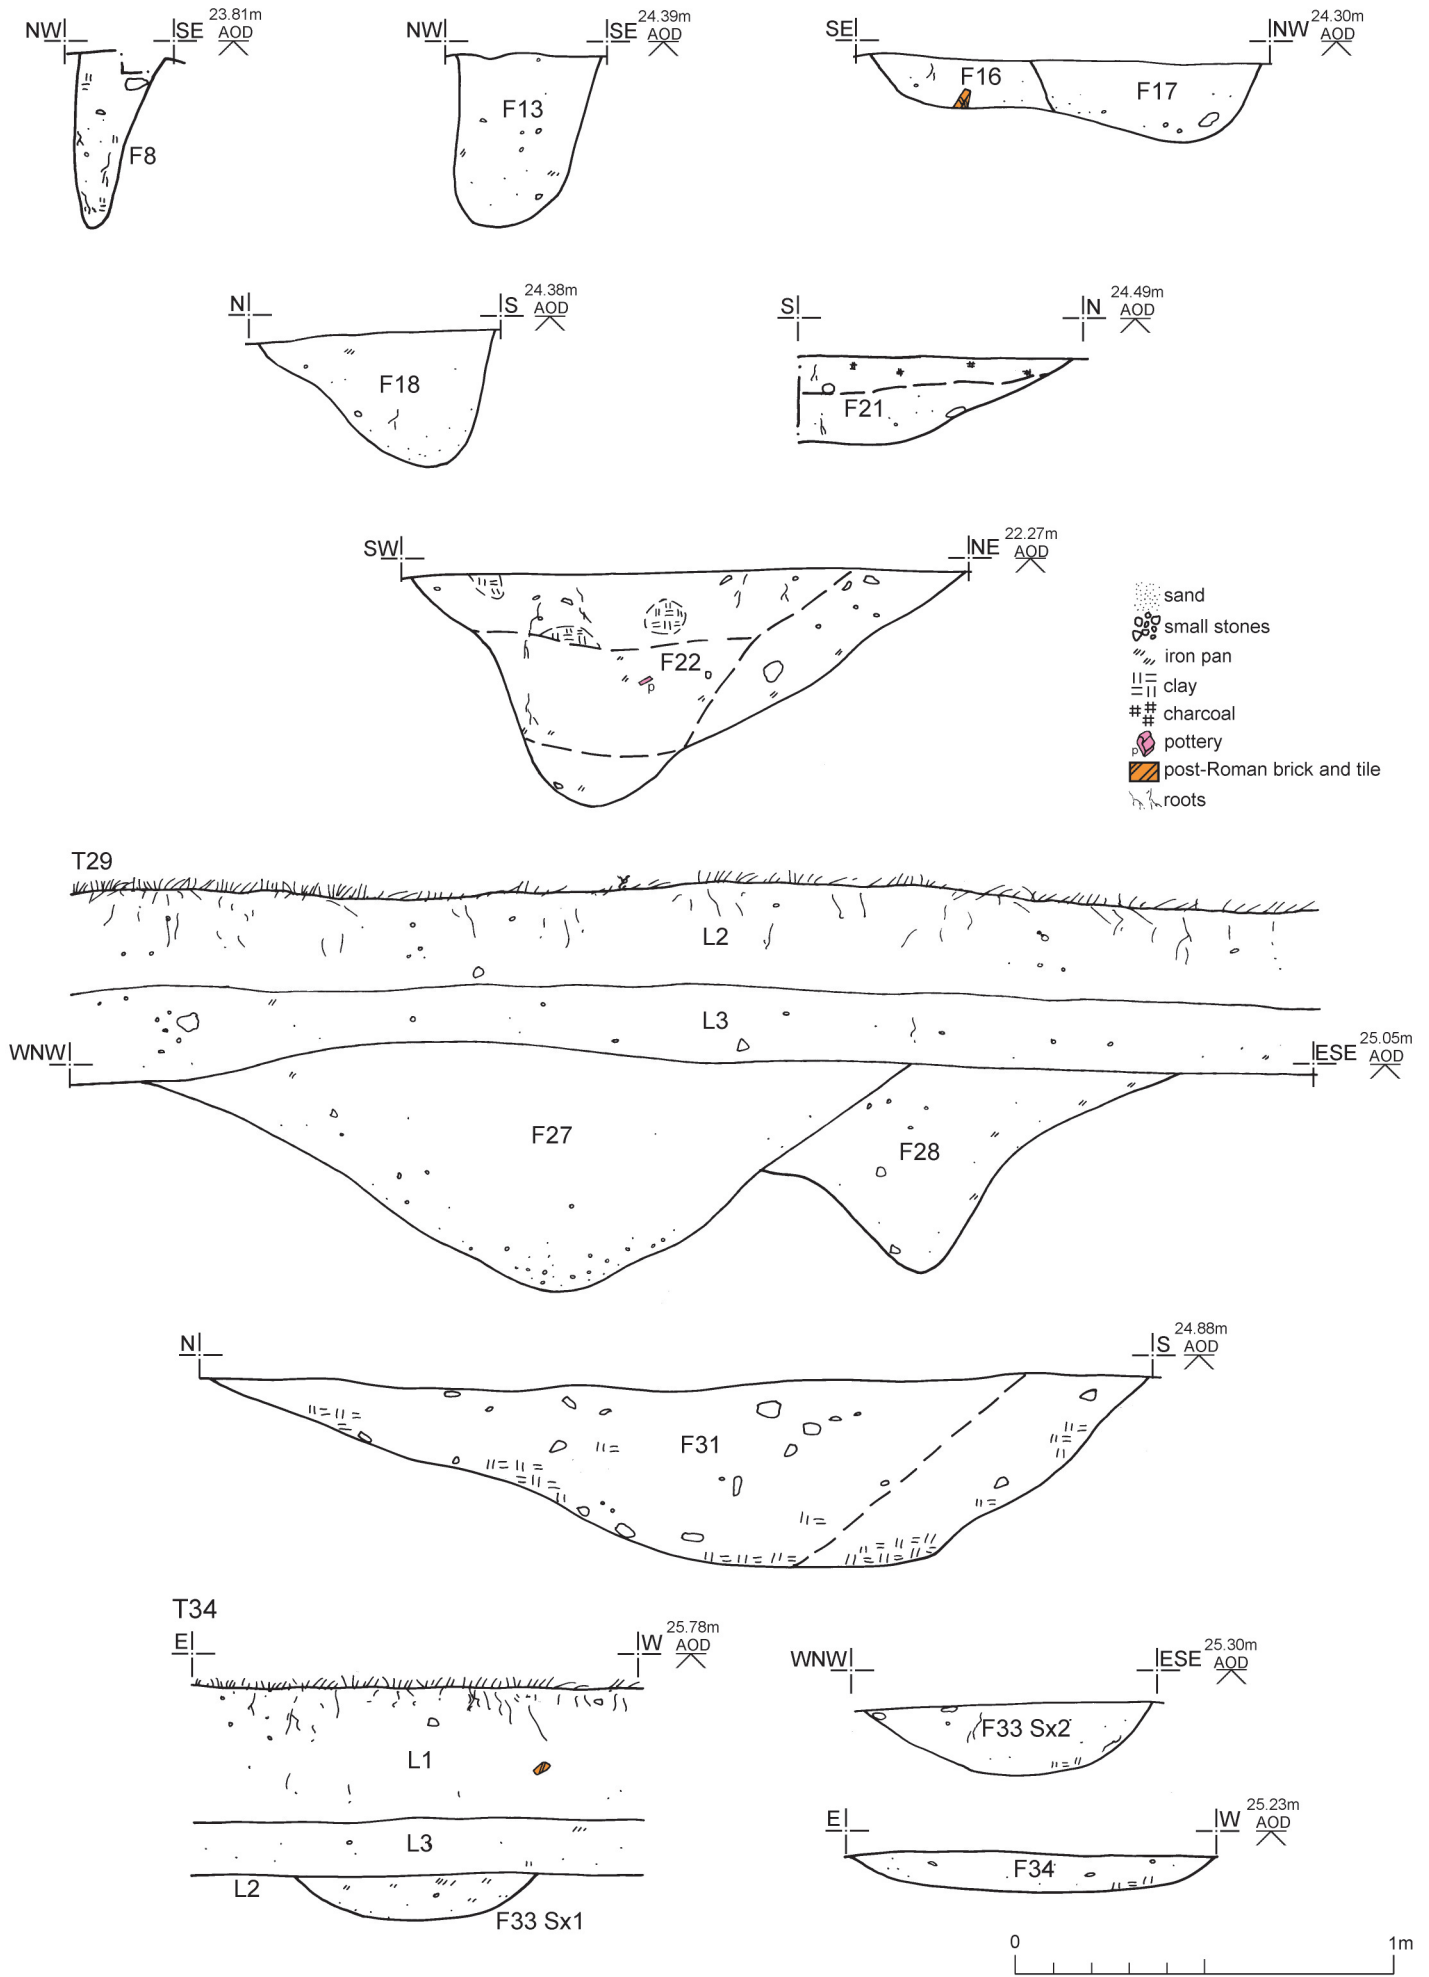 NW SE 23.81m AOD
F8
NW SE 24.39m AOD
F13
SE NW 24.30m AOD
F16 F17
N S 24.38m AOD
F18
S N 24.49m AOD
F21
SW NE 22.27m AOD
F22
p
sand
small stones
iron pan
clay
charcoal
p pottery
post-Roman brick and tile
roots
T29
L2
L3
WNW ESE 25.05m AOD
F27
F28
N S 24.88m AOD
F31
T34
E W 25.78m AOD
L1
L3
L2
F33 Sx1
WNW ESE 25.30m AOD
F33 Sx2
E W 25.23m AOD
F34
0 1m